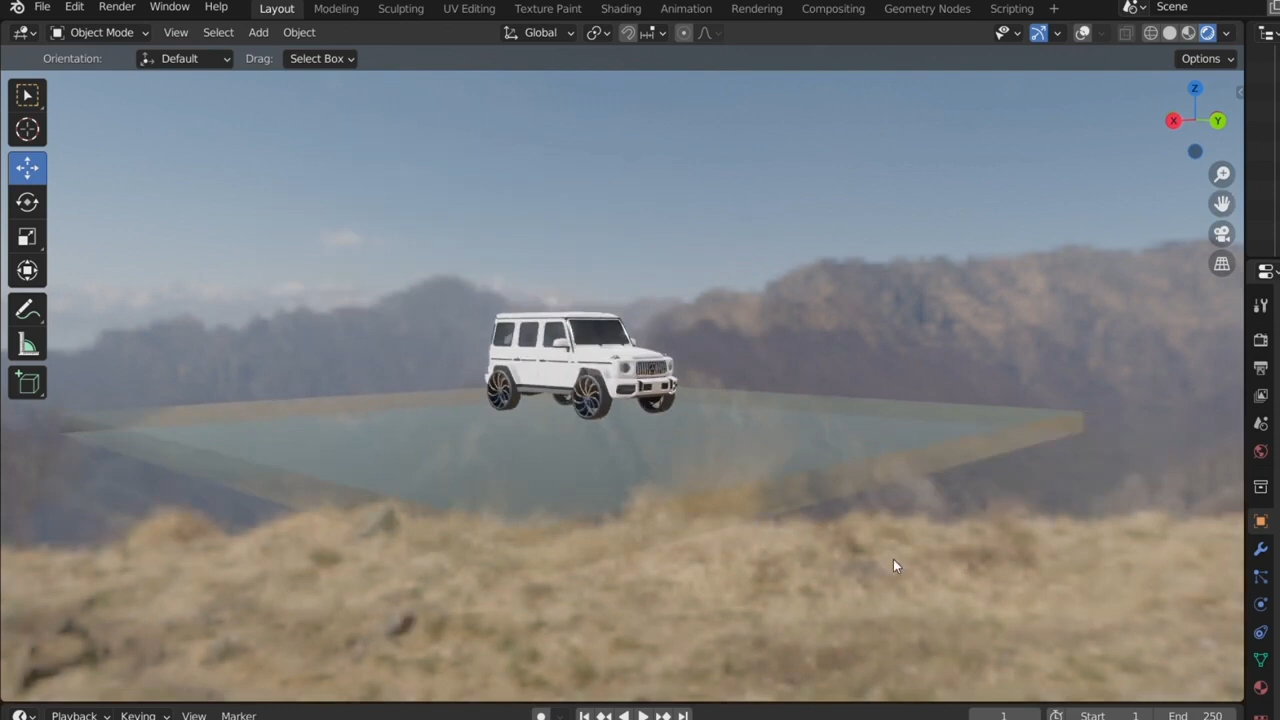 File Edit Render Window Help Layout Modeling Sculpting UV Editing Texture Paint Shading Animation Rendering Compositing Geometry Nodes Scripting + Scene
Object Mode View Select Add Object Global
Orientation: Default Drag: Select Box Options
Z
X Y
Playback Keying View Marker 1 Start 1 End 250